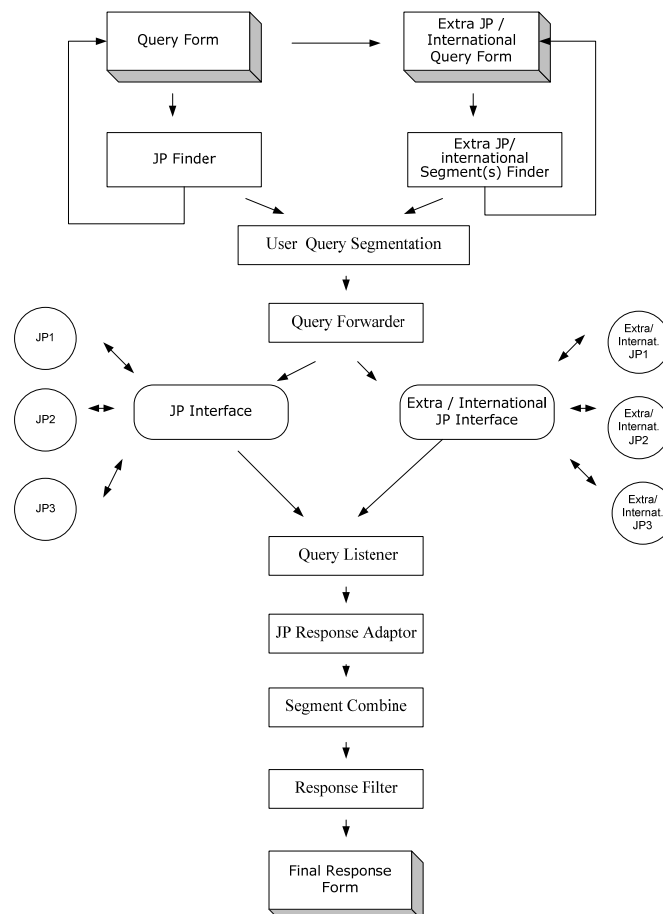 Query Form
Extra JP /
International
Query Form
JP Finder
Extra JP/
international
Segment(s) Finder
User Query Segmentation
Query Forwarder
JP1
Extra/
Internat.
JP1
JP Interface
Extra / International
JP Interface
JP2
Extra/
Internat.
JP2
JP3
Extra/
Internat.
JP3
Query Listener
JP Response Adaptor
Segment Combine
Response Filter
Final Response
Form